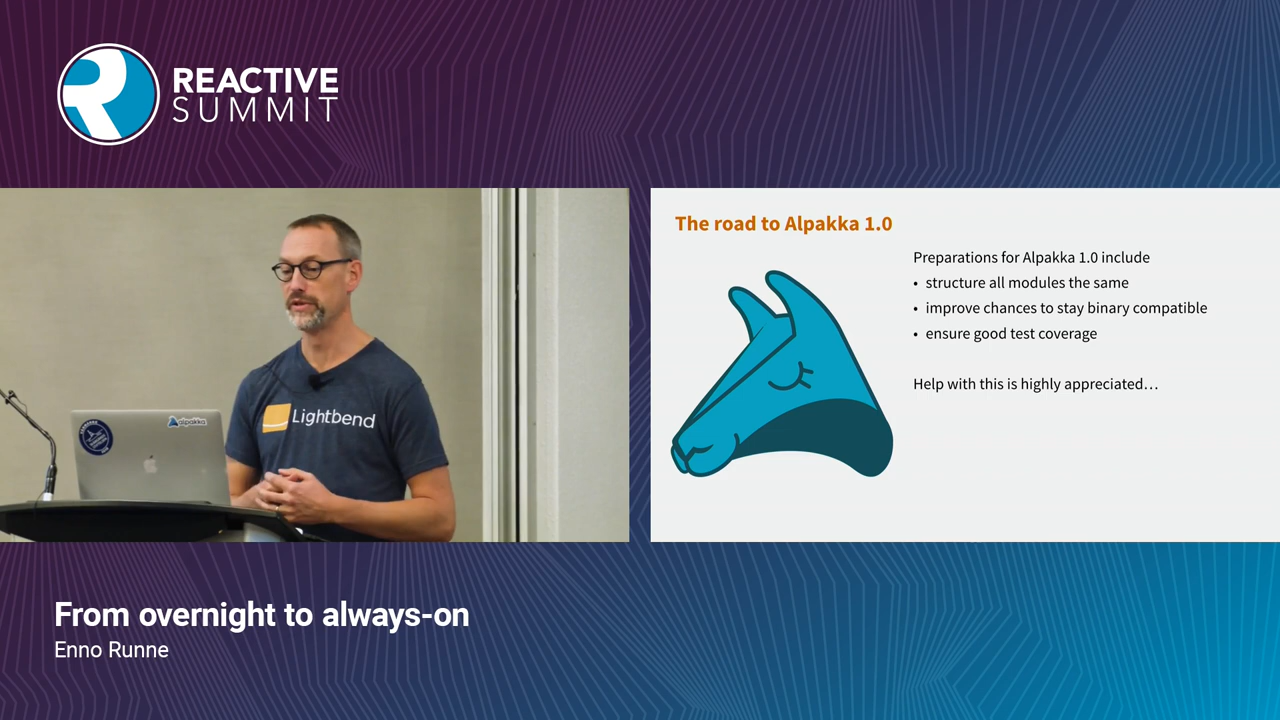 REACTIVE
SUMMIT
The road to Alpakka 1.0
Preparations for Alpakka 1.0 include
• structure all modules the same
• improve chances to stay binary compatible
• ensure good test coverage
Help with this is highly appreciated…
Lightbend
alpakka
From overnight to always-on
Enno Runne